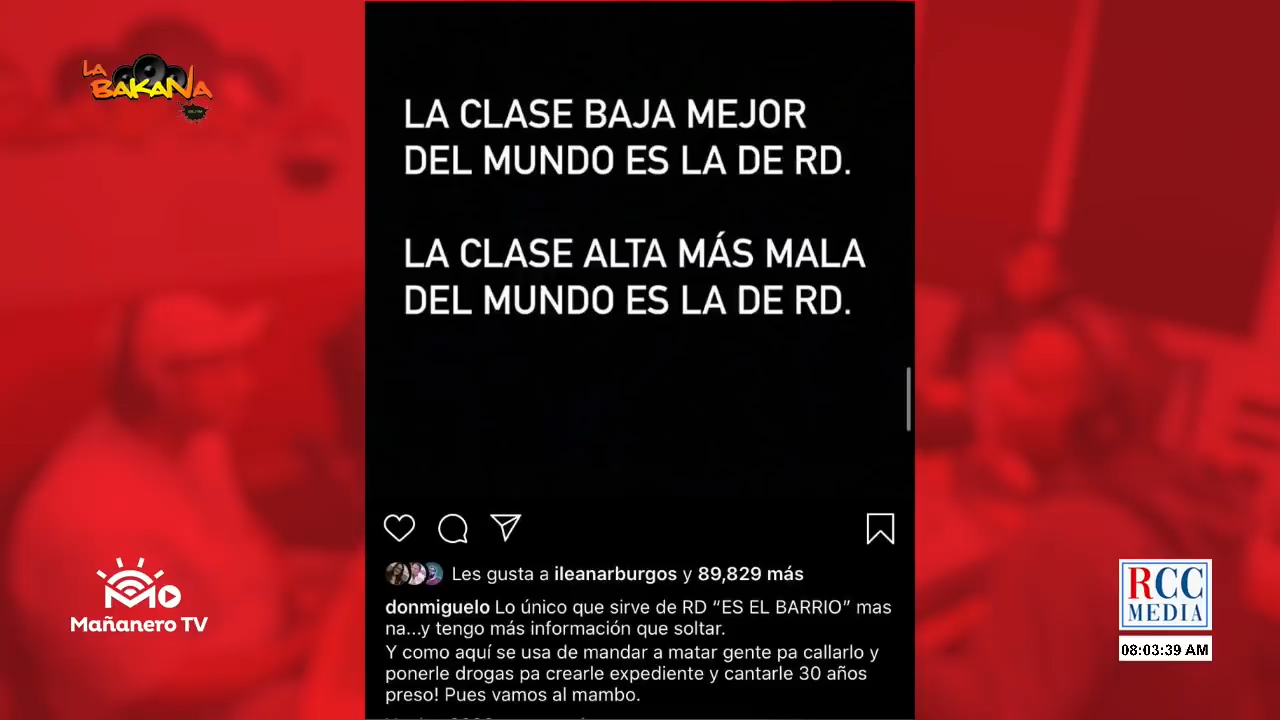 LA
BAKANA
LA CLASE BAJA MEJOR
DEL MUNDO ES LA DE RD.
LA CLASE ALTA MÁS MALA
DEL MUNDO ES LA DE RD.
Les gusta a ileanarburgos y 89,829 más
donmiguelo Lo único que sirve de RD “ES EL BARRIO” mas
na...y tengo más información que soltar.
Y como aquí se usa de mandar a matar gente pa callarlo y
ponerle drogas pa crearle expediente y cantarle 30 años
preso! Pues vamos al mambo.
Mañanero TV
RCC
MEDIA
08:03:39 AM